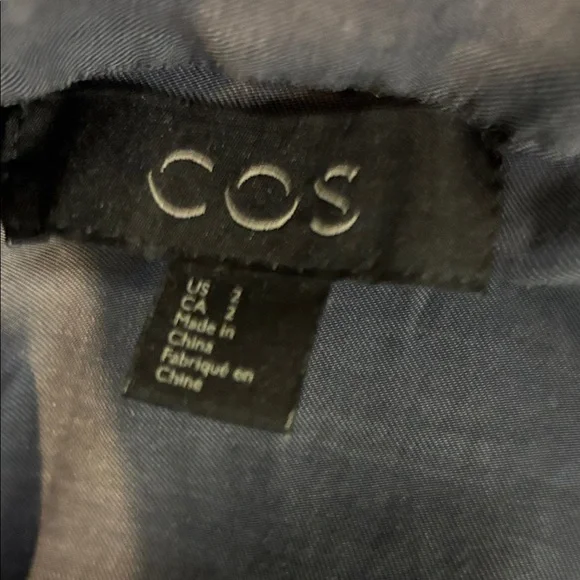 COS
US 2
CA 2
Made in
China
Fabriqué en
Chine